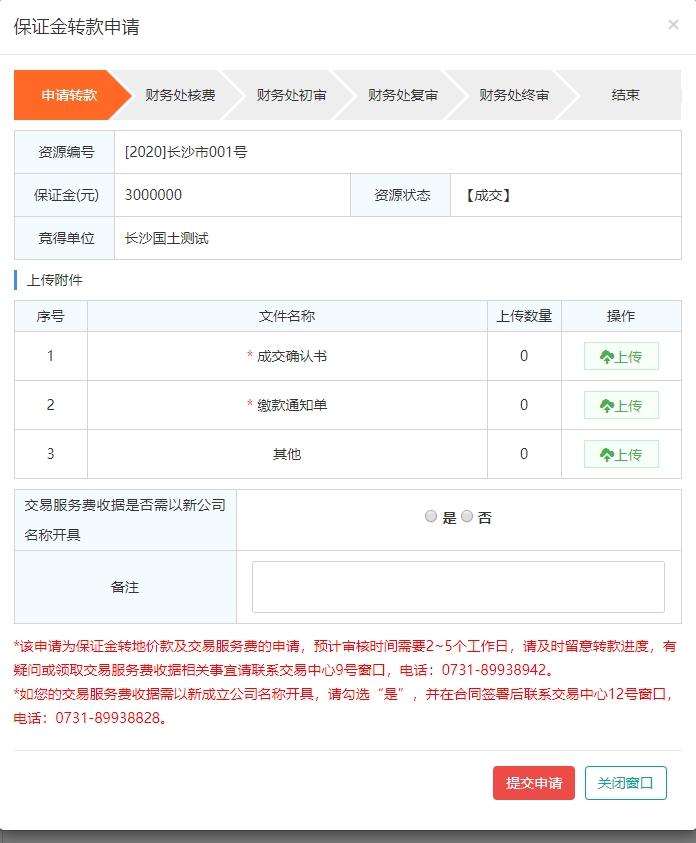 保证金转款申请 ×
申请转款 财务处核费 财务处初审 财务处复审 财务处终审 结束
资源编号 [2020]长沙市001号
保证金(元) 3000000 资源状态 【成交】
竟得单位 长沙国土测试
上传附件
序号 文件名称 上传数量 操作
1 * 成交确认书 0 上传
2 * 缴款通知单 0 上传
3 其他 0 上传
交易服务费收据是否需以新公司
名称开具 是 否
备注
*该申请为保证金转地价款及交易服务费的申请，预计审核时间需要2~5个工作日，请及时留意转款进度，有
疑问或领取交易服务费收据相关事宜请联系交易中心9号窗口，电话：0731-89938942。
*如您的交易服务费收据需以新成立公司名称开具，请勾选“是”，并在合同签署后联系交易中心12号窗口，
电话：0731-89938828。
提交申请 关闭窗口